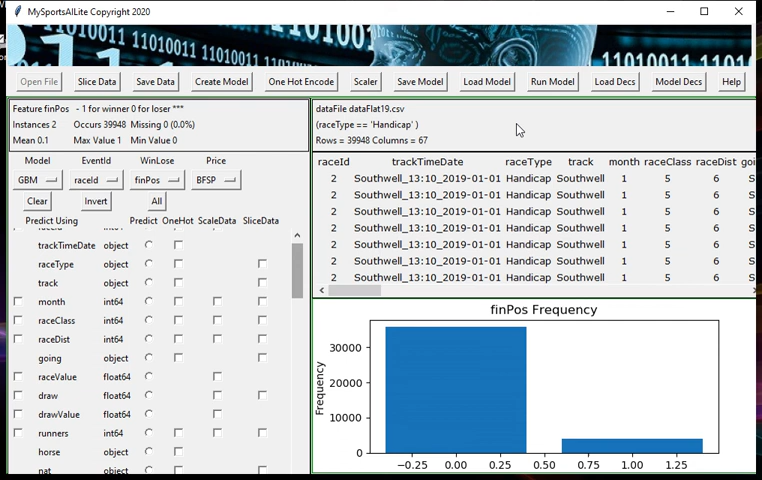 MySportsAILite Copyright 2020
Open File Slice Data Save Data Create Model One Hot Encode Scaler Save Model Load Model Run Model Load Decs Model Decs Help
Feature finPos - 1 for winner 0 for loser ***
Instances 2 Occurs 39948 Missing 0 (0.0%)
Mean 0.1 Max Value 1 Min Value 0
dataFile dataFlat19.csv
(raceType == 'Handicap' )
Rows = 39948 Columns = 67
Model EventId WinLose Price
GBM raceId finPos BFSP
Clear Invert All
Predict Using Predict OneHot ScaleData SliceData
raceId int64
trackTimeDate object
raceType object
track object
month int64
raceClass int64
raceDist int64
going object
raceValue float64
draw float64
drawValue float64
runners int64
horse object
nat object
raceId trackTimeDate raceType track month raceClass raceDist goi
2 Southwell_13:10_2019-01-01 Handicap Southwell 1 5 6 S
2 Southwell_13:10_2019-01-01 Handicap Southwell 1 5 6 S
2 Southwell_13:10_2019-01-01 Handicap Southwell 1 5 6 S
2 Southwell_13:10_2019-01-01 Handicap Southwell 1 5 6 S
2 Southwell_13:10_2019-01-01 Handicap Southwell 1 5 6 S
2 Southwell_13:10_2019-01-01 Handicap Southwell 1 5 6 S
finPos Frequency
Frequency
30000
20000
10000
0
−0.25 0.00 0.25 0.50 0.75 1.00 1.25